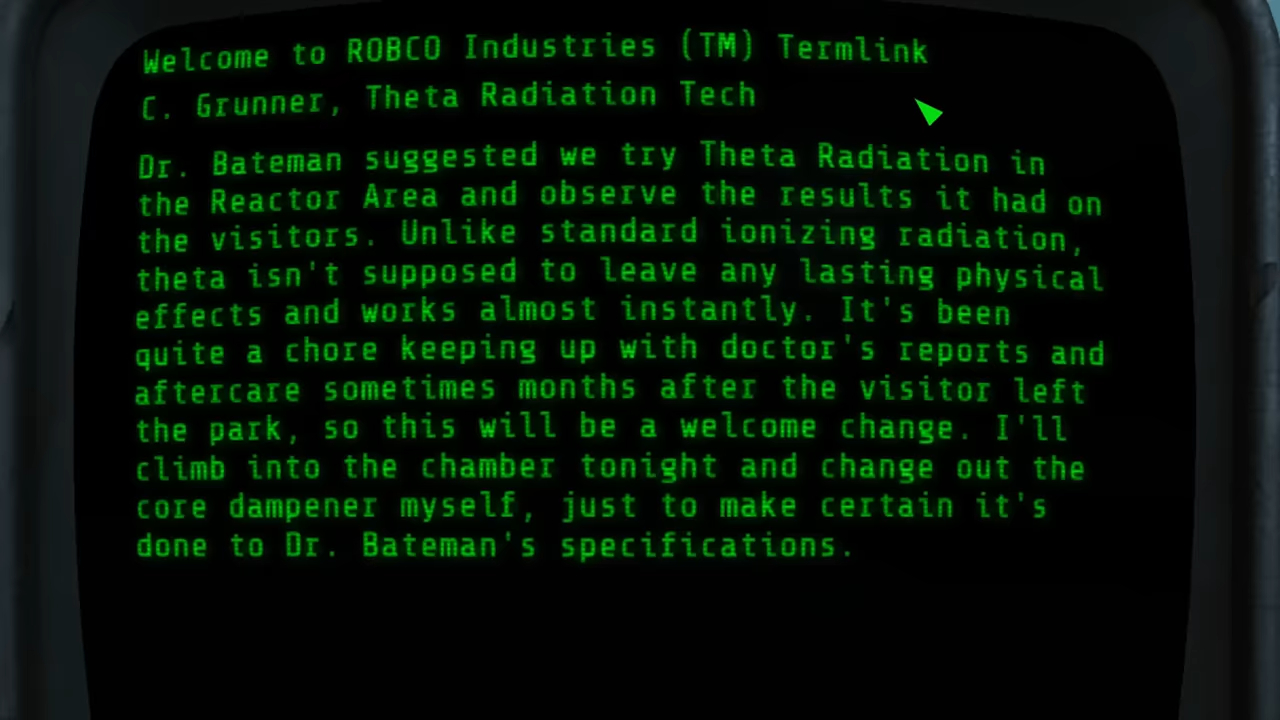 Welcome to ROBCO Industries (TM) Termlink
C. Grunner, Theta Radiation Tech
Dr. Bateman suggested we try Theta Radiation in
the Reactor Area and observe the results it had on
the visitors. Unlike standard ionizing radiation,
theta isn't supposed to leave any lasting physical
effects and works almost instantly. It's been
quite a chore keeping up with doctor's reports and
aftercare sometimes months after the visitor left
the park, so this will be a welcome change. I'll
climb into the chamber tonight and change out the
core dampener myself, just to make certain it's
done to Dr. Bateman's specifications.